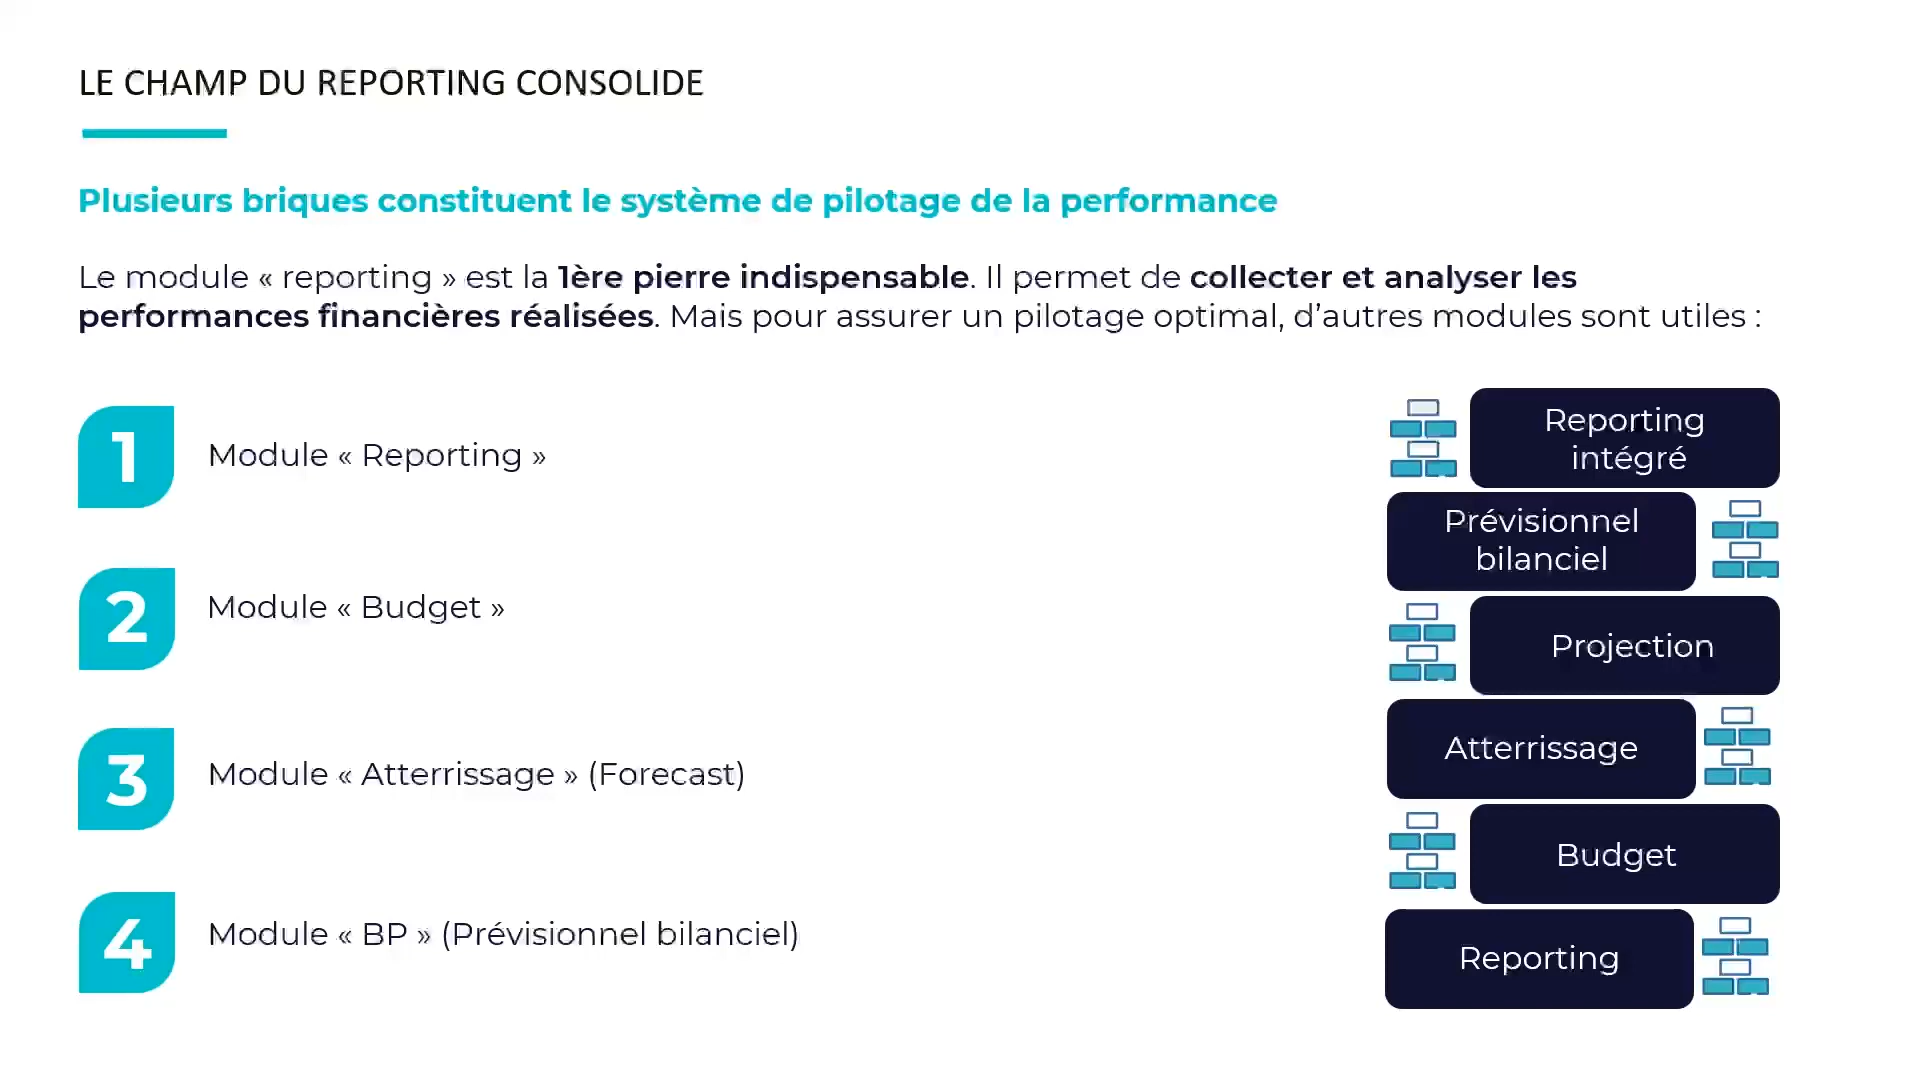 LE CHAMP DU REPORTING CONSOLIDE
Plusieurs briques constituent le système de pilotage de la performance
Le module « reporting » est la 1ère pierre indispensable. Il permet de collecter et analyser les
performances financières réalisées. Mais pour assurer un pilotage optimal, d’autres modules sont utiles :
1
Module « Reporting »
2
Module « Budget »
3
Module « Atterrissage » (Forecast)
4
Module « BP » (Prévisionnel bilanciel)
Reporting
intégré
Prévisionnel
bilanciel
Projection
Atterrissage
Budget
Reporting